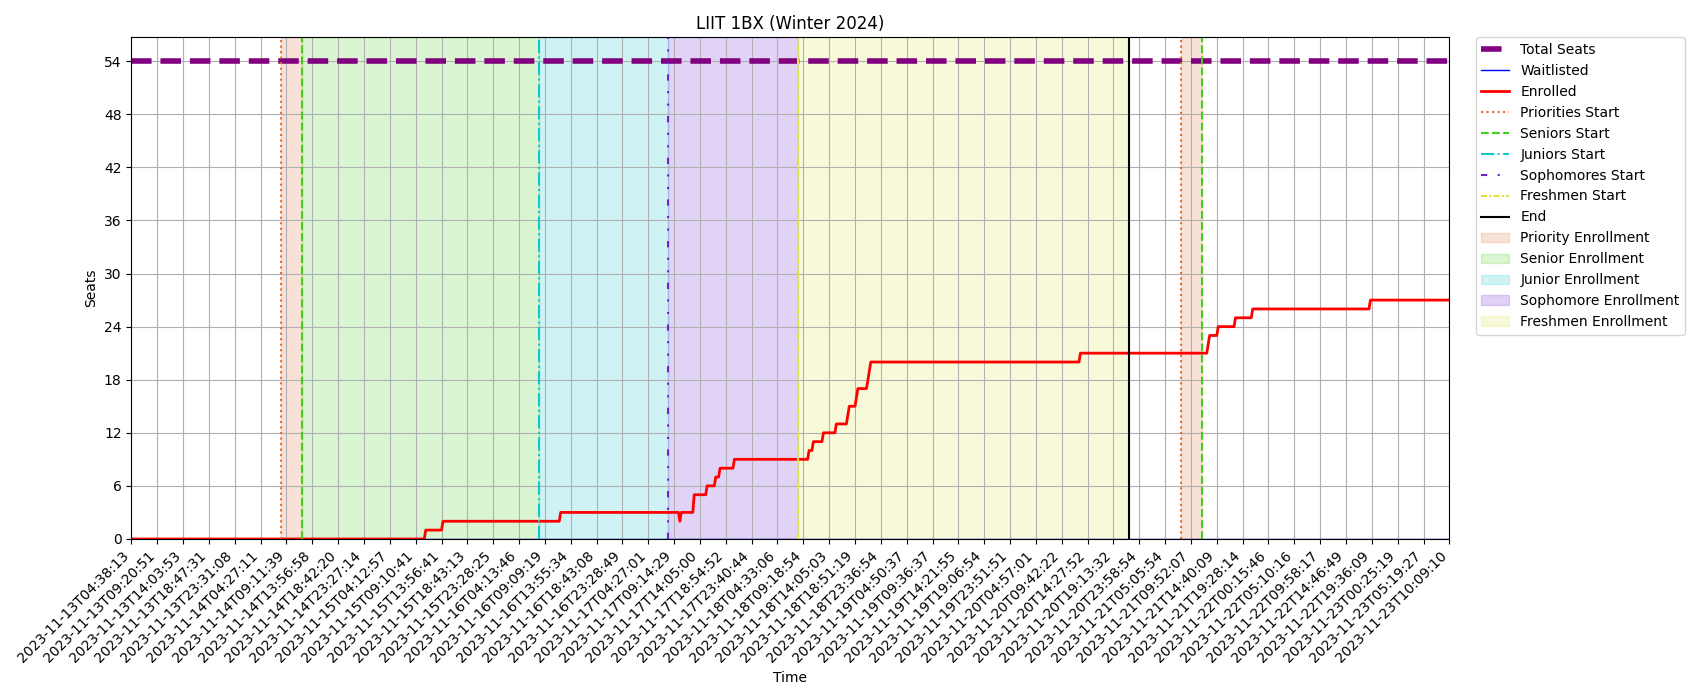 LIIT 1BX (Winter 2024)
Seats
54
48
42
36
30
24
18
12
6
0
2023-11-13T04:38:13
2023-11-13T09:20:51
2023-11-13T14:03:53
2023-11-13T18:47:31
2023-11-13T23:31:08
2023-11-14T04:27:11
2023-11-14T09:11:39
2023-11-14T13:56:58
2023-11-14T18:42:20
2023-11-14T23:27:14
2023-11-15T04:12:57
2023-11-15T09:10:41
2023-11-15T13:56:41
2023-11-15T18:43:13
2023-11-15T23:28:25
2023-11-16T04:13:46
2023-11-16T09:09:19
2023-11-16T13:55:34
2023-11-16T18:43:08
2023-11-16T23:28:49
2023-11-17T04:27:01
2023-11-17T09:14:29
2023-11-17T14:05:00
2023-11-17T18:54:52
2023-11-17T23:40:44
2023-11-18T04:33:06
2023-11-18T09:18:54
2023-11-18T14:05:03
2023-11-18T18:51:19
2023-11-18T23:36:54
2023-11-19T04:50:37
2023-11-19T09:36:37
2023-11-19T14:21:55
2023-11-19T19:06:54
2023-11-19T23:51:51
2023-11-20T04:57:01
2023-11-20T09:42:22
2023-11-20T14:27:52
2023-11-20T19:13:32
2023-11-20T23:58:54
2023-11-21T05:05:54
2023-11-21T09:52:07
2023-11-21T14:40:09
2023-11-21T19:28:14
2023-11-22T00:15:46
2023-11-22T05:10:16
2023-11-22T09:58:17
2023-11-22T14:46:49
2023-11-22T19:36:09
2023-11-23T00:25:19
2023-11-23T05:19:27
2023-11-23T10:09:10
Time
Total Seats
Waitlisted
Enrolled
Priorities Start
Seniors Start
Juniors Start
Sophomores Start
Freshmen Start
End
Priority Enrollment
Senior Enrollment
Junior Enrollment
Sophomore Enrollment
Freshmen Enrollment